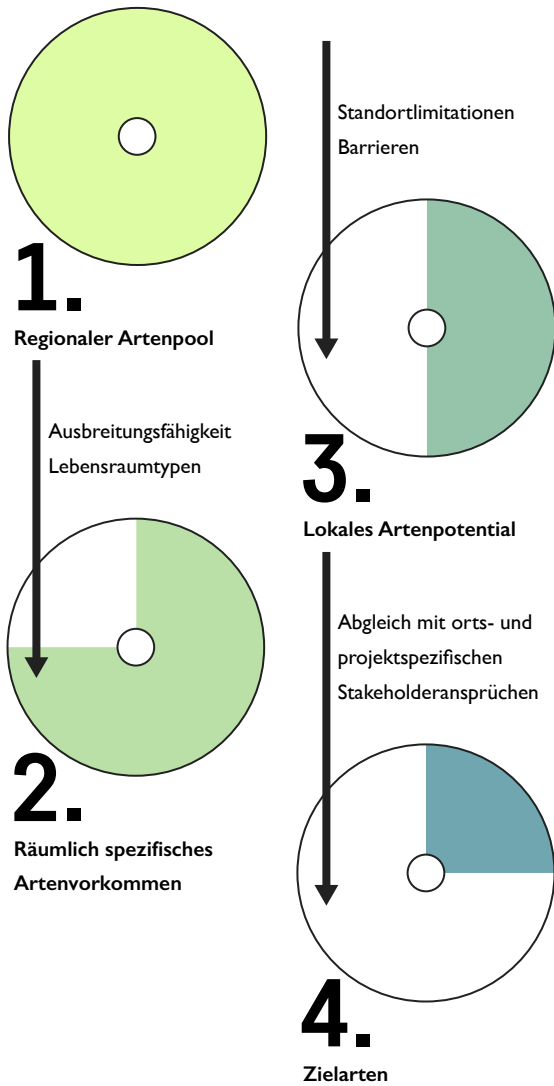 1.
Regionaler Artenpool
Ausbreitungsfähigkeit
Lebensraumtypen
2.
Räumlich spezifisches
Artenvorkommen
Standortlimitationen
Barrieren
3.
Lokales Artenpotential
Abgleich mit orts- und
projektspezifischen
Stakeholderansprüchen
4.
Zielarten